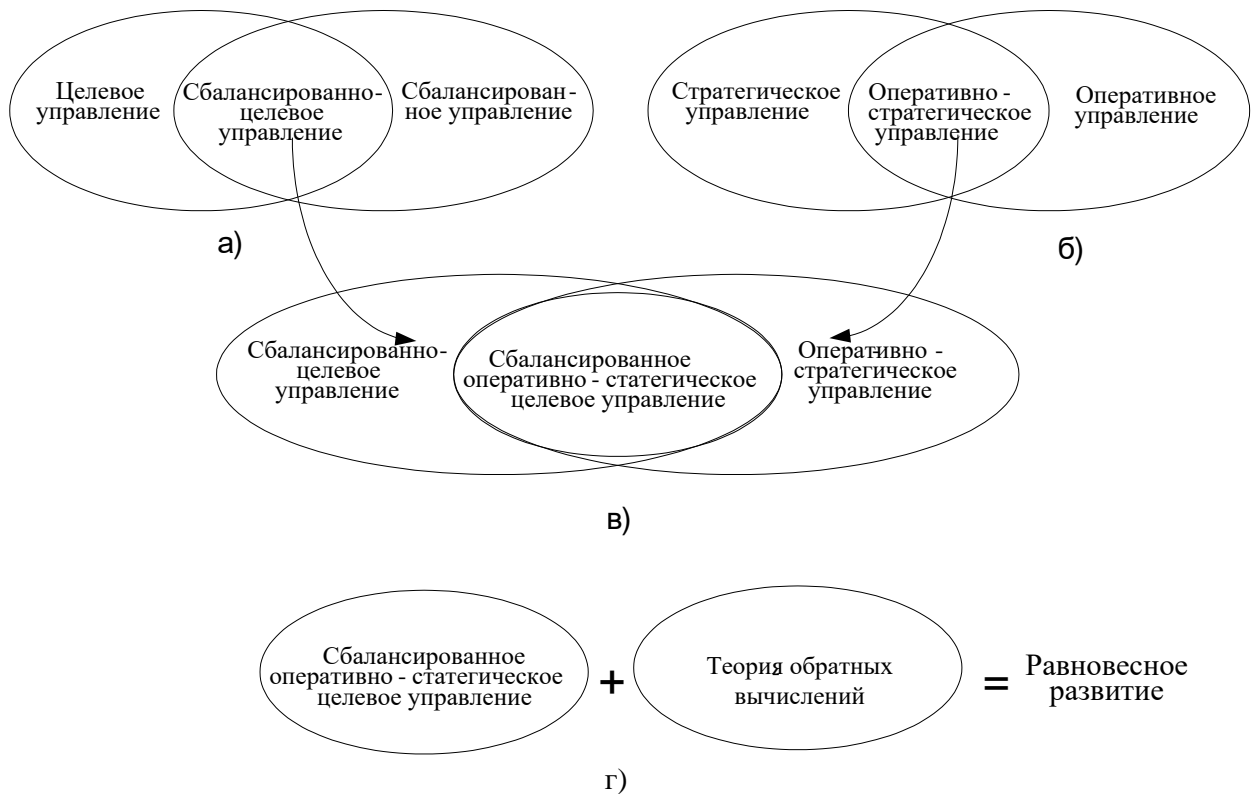 Целевое
управление
Сбалансированно-
целевое
управление
Сбалансирован-
ное управление
Стратегическое
управление
Оперативно -
стратегическое
управление
Оперативное
управление
а)
б)
Сбалансированно-
целевое
управление
Сбалансированное
оперативно - статегическое
целевое управление
Оперативно -
стратегическое
управление
в)
Сбалансированное
оперативно - статегическое
целевое управление
+
Теория обратных
вычислений
=
Равновесное
развитие
г)